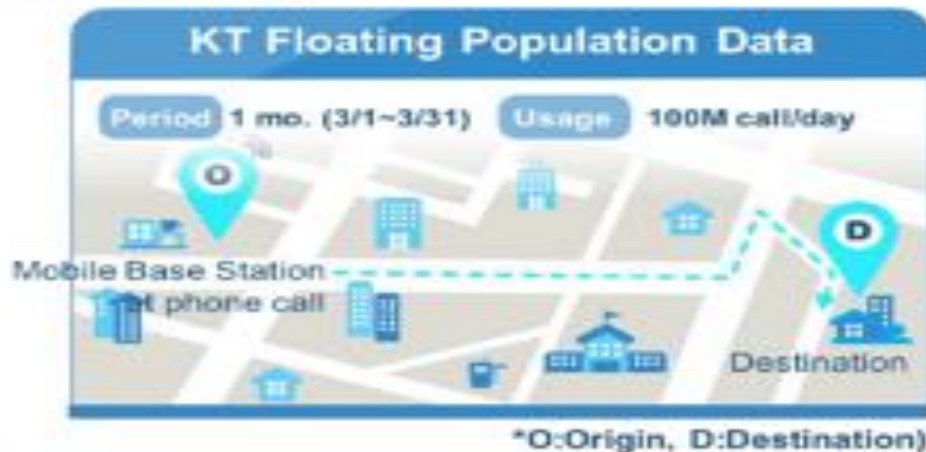 KT Floating Population Data
Period 1 mo. (3/1~3/31) Usage 100M call/day
O
D
Mobile Base Station
at phone call
Destination
*O:Origin, D:Destination)